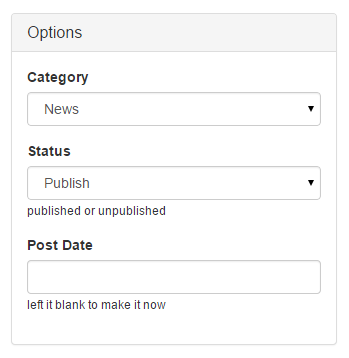 Options
Category
News
Status
Publish
published or unpublished
Post Date
left it blank to make it now